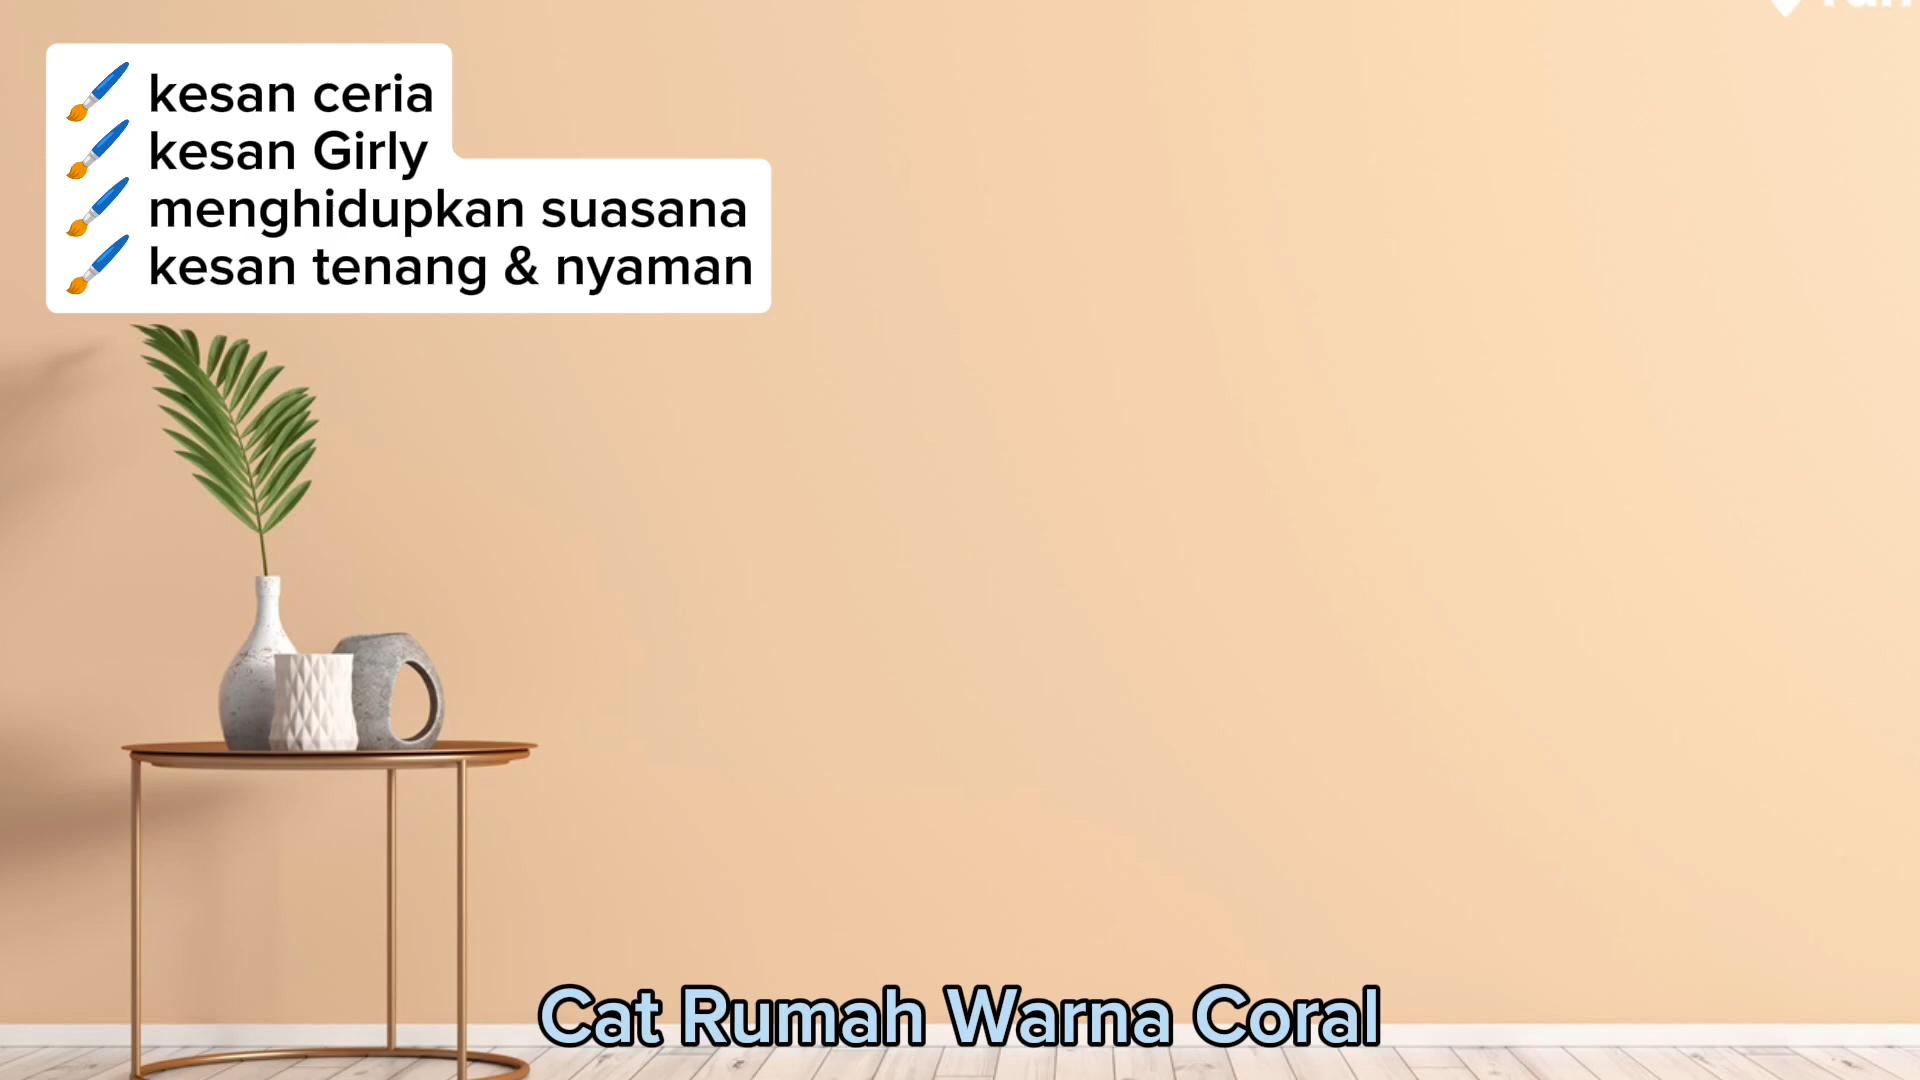 kesan ceria
kesan Girly
menghidupkan suasana
kesan tenang & nyaman
Cat Rumah Warna Coral